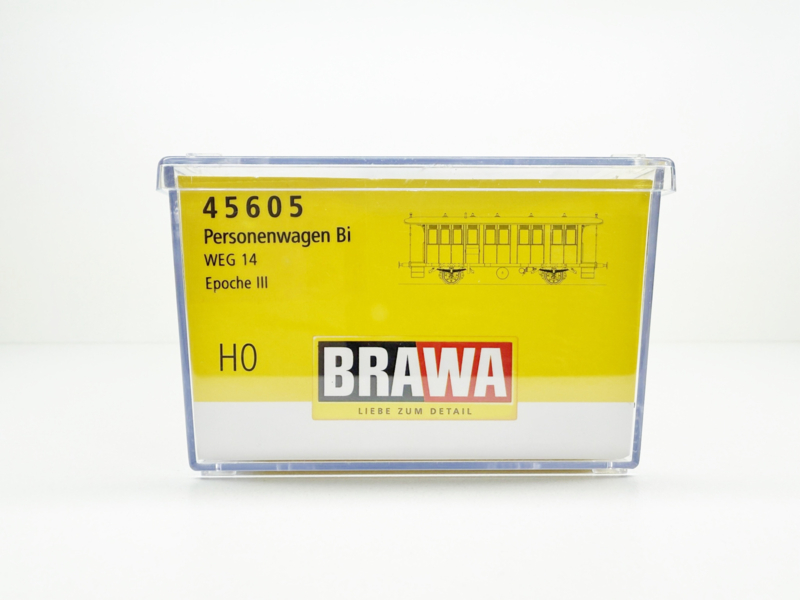 45605
Personenwagen Bi
WEG 14
Epoche III
H0
BRAWA
LIEBE ZUM DETAIL